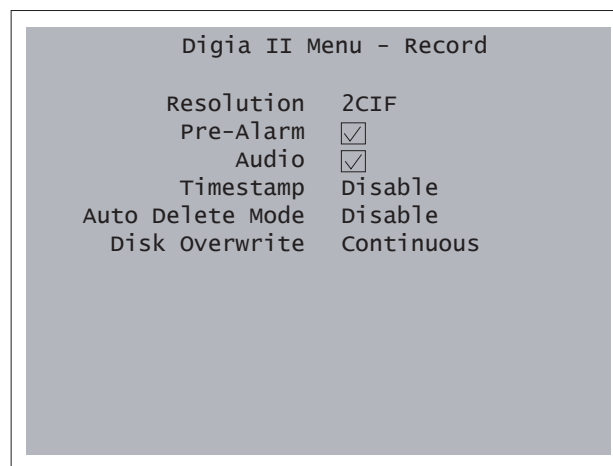 Digia II Menu - Record
Resolution 2CIF
Pre-Alarm
Audio
Timestamp Disable
Auto Delete Mode Disable
Disk Overwrite Continuous